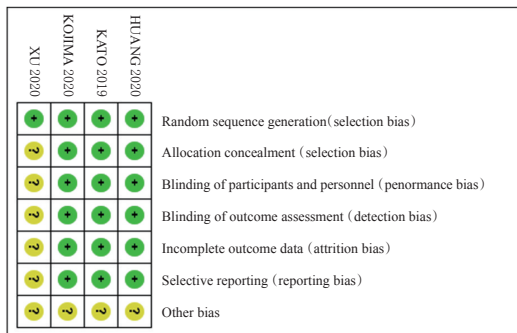 XU 2020
KOJIMA 2020
KATO 2019
HUANG 2020
+ + + + Random sequence generation(selection bias)
? + + + Allocation concealment (selection bias)
? + + + Blinding of participants and personnel (penormance bias)
? + + + Blinding of outcome assessment (detection bias)
? + + + Incomplete outcome data (attrition bias)
? + + + Selective reporting (reporting bias)
? ? ? ? Other bias